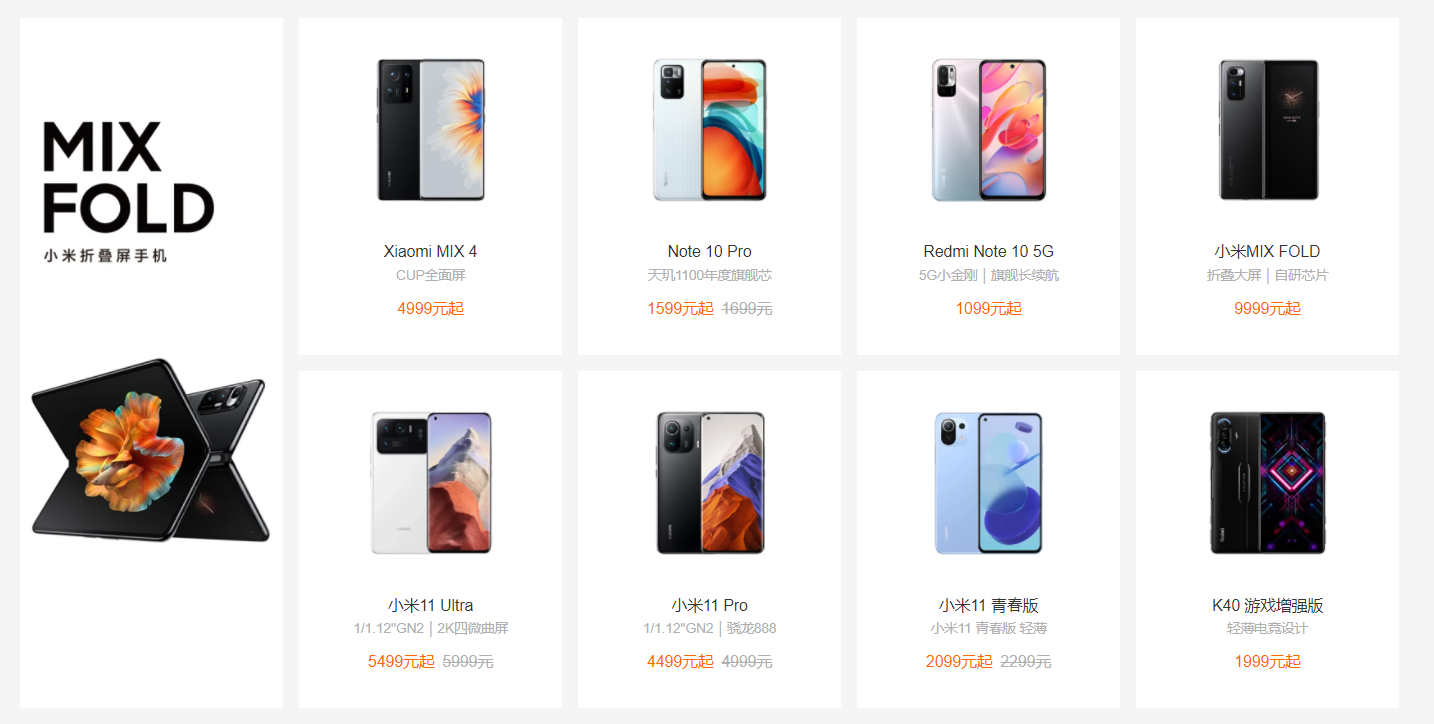 MIX
FOLD
小米折叠屏手机
Xiaomi MIX 4
CUP全面屏
4999元起
Note 10 Pro
天玑1100年度旗舰芯
1599元起 1699元
Redmi Note 10 5G
5G小金刚｜旗舰长续航
1099元起
小米MIX FOLD
折叠大屏｜自研芯片
9999元起
小米11 Ultra
1/1.12"GN2｜2K四微曲屏
5499元起 5999元
小米11 Pro
1/1.12"GN2｜骁龙888
4499元起 4999元
小米11 青春版
小米11 青春版 轻薄
2099元起 2299元
K40 游戏增强版
轻薄电竞设计
1999元起